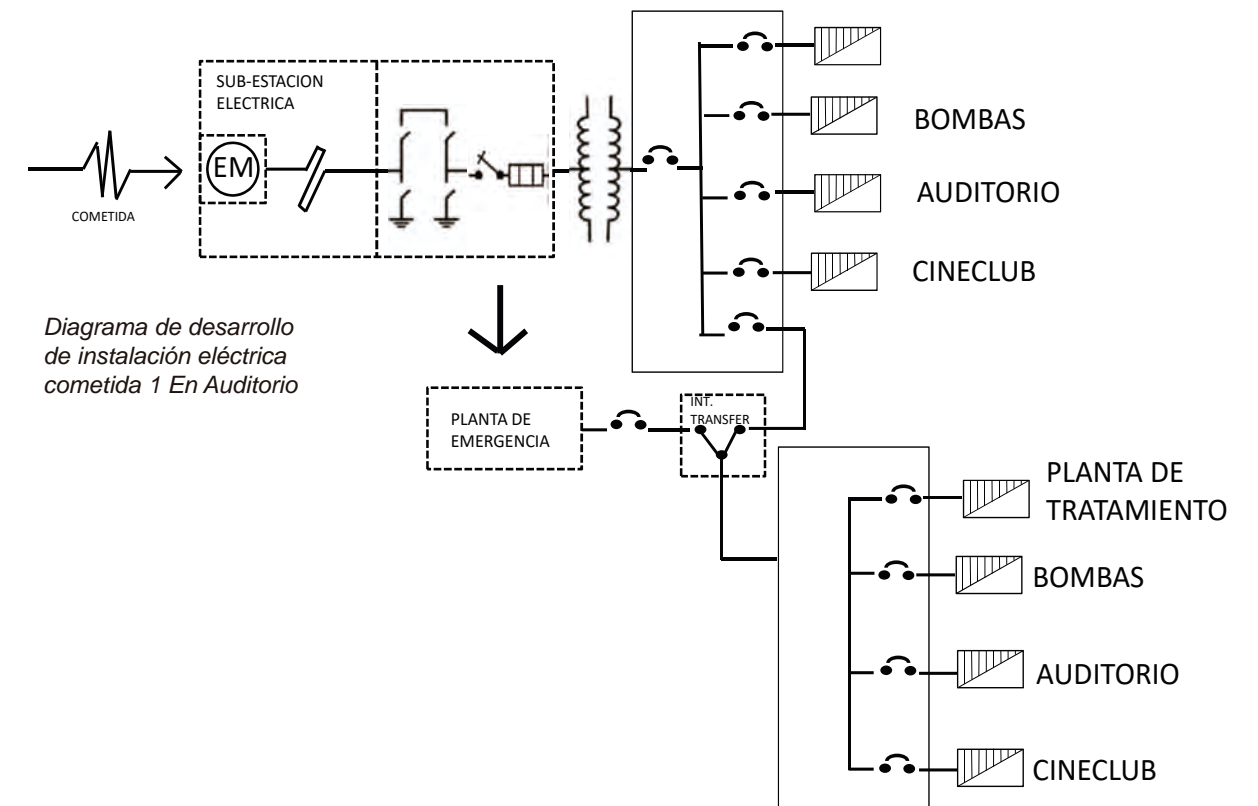 SUB-ESTACION
ELECTRICA
EM
COMETIDA
BOMBAS
AUDITORIO
CINECLUB
Diagrama de desarrollo
de instalación eléctrica
cometida 1 En Auditorio
PLANTA DE
EMERGENCIA
INT.
TRANSFER
PLANTA DE
TRATAMIENTO
BOMBAS
AUDITORIO
CINECLUB